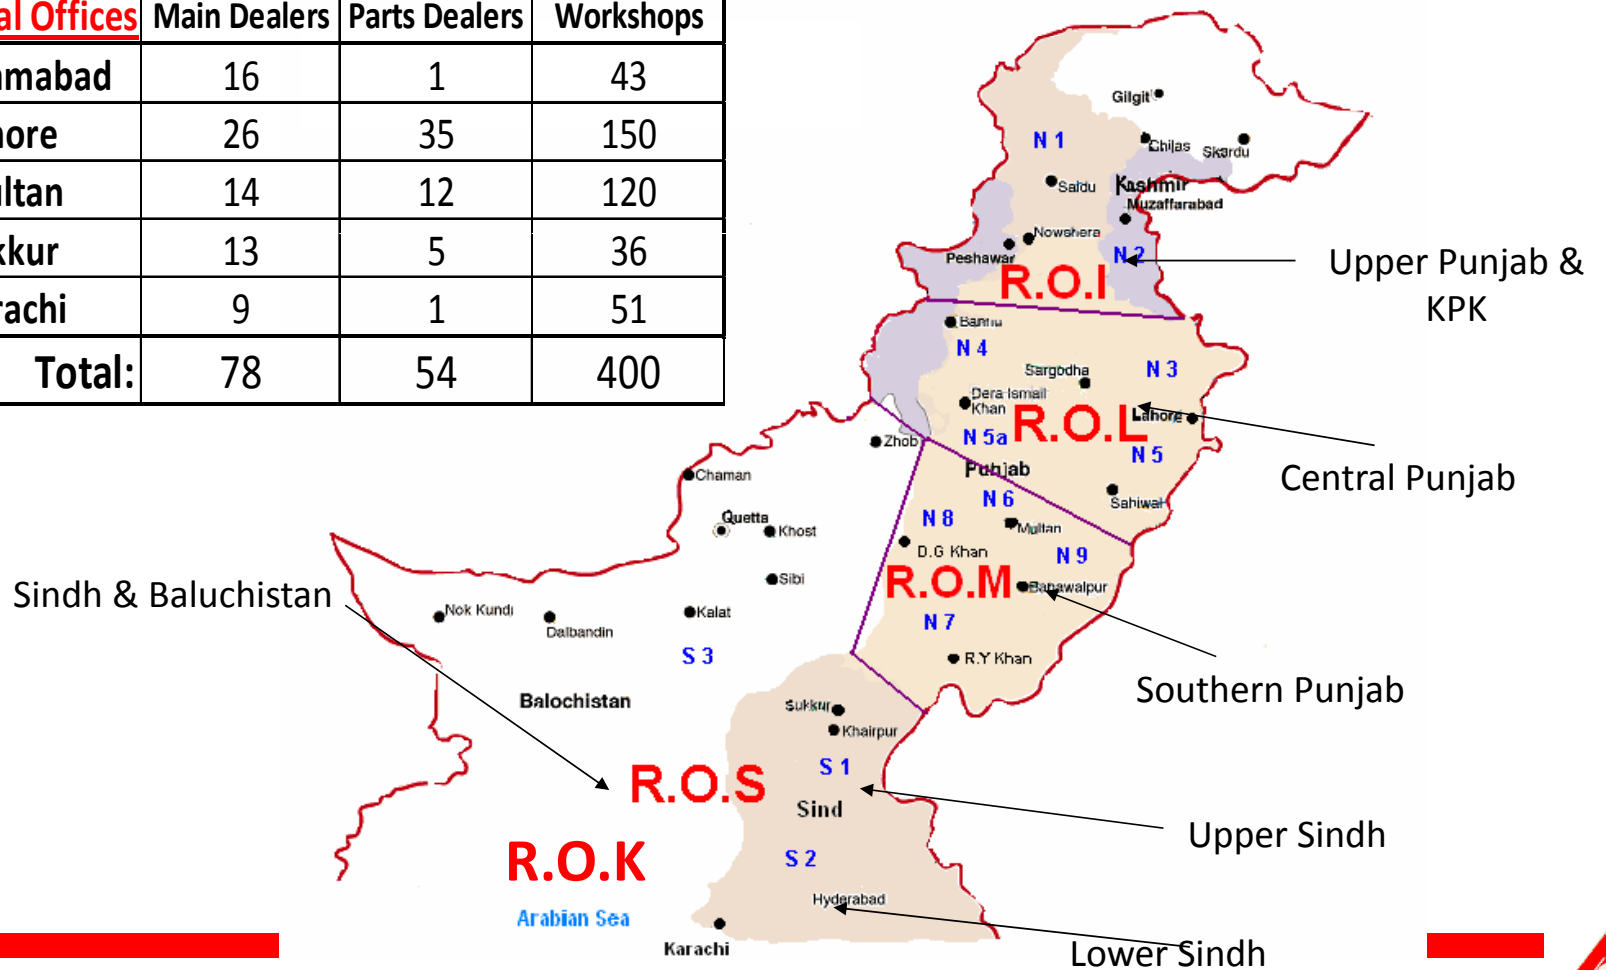 al Offices Main Dealers Parts Dealers Workshops
amabad 16 1 43
ore 26 35 150
ultan 14 12 120
kkur 13 5 36
rachi 9 1 51
Total: 78 54 400
Gilgit
N 1
Chilas
Skardu
Saidu
Kashmir
Muzaffarabad
Nowshera
Peshawar
N 2
R.O.I
Upper Punjab &
KPK
Bannu
N 4
Sargodha
N 3
Dera Ismail
Khan
R.O.L
Lahore
N 5a
N 5
Zhob
Punjab
Central Punjab
Chaman
N 6
Sahiwal
Quetta
Khost
N 8
Multan
D.G Khan
N 9
Sibi
R.O.M
Bahawalpur
Sindh & Baluchistan
Nok Kundi
Dalbandin
Kalat
N 7
S 3
R.Y Khan
Southern Punjab
Balochistan
Sukkur
Khairpur
S 1
R.O.S
Sind
Upper Sindh
R.O.K
S 2
Hyderabad
Arabian Sea
Karachi
Lower Sindh